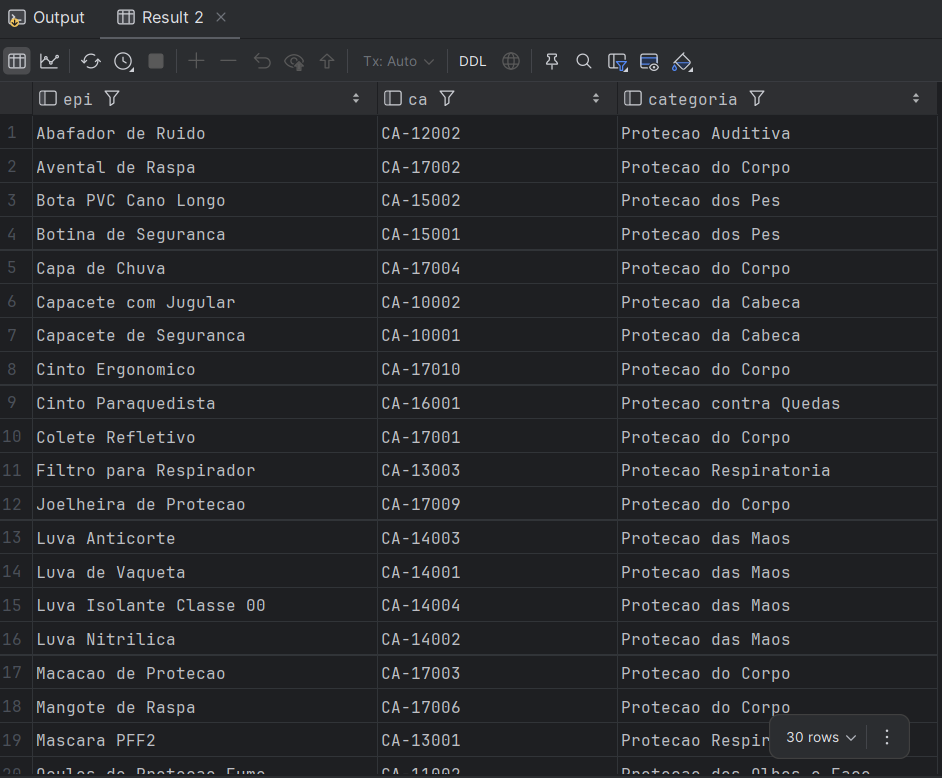 Output Result 2
Tx: Auto DDL
epi ca categoria
1 Abafador de Ruido CA-12002 Protecao Auditiva
2 Avental de Raspa CA-17002 Protecao do Corpo
3 Bota PVC Cano Longo CA-15002 Protecao dos Pes
4 Botina de Seguranca CA-15001 Protecao dos Pes
5 Capa de Chuva CA-17004 Protecao do Corpo
6 Capacete com Jugular CA-10002 Protecao da Cabeca
7 Capacete de Seguranca CA-10001 Protecao da Cabeca
8 Cinto Ergonomico CA-17010 Protecao do Corpo
9 Cinto Paraquedista CA-16001 Protecao contra Quedas
10 Colete Refletivo CA-17001 Protecao do Corpo
11 Filtro para Respirador CA-13003 Protecao Respiratoria
12 Joelheira de Protecao CA-17009 Protecao do Corpo
13 Luva Anticorte CA-14003 Protecao das Maos
14 Luva de Vaqueta CA-14001 Protecao das Maos
15 Luva Isolante Classe 00 CA-14004 Protecao das Maos
16 Luva Nitrilica CA-14002 Protecao das Maos
17 Macacao de Protecao CA-17003 Protecao do Corpo
18 Mangote de Raspa CA-17006 Protecao do Corpo
19 Mascara PFF2 CA-13001 Protecao Respir
30 rows
20 Oculos de Protecao Fume CA-11002 Protecao dos Olhos e Face